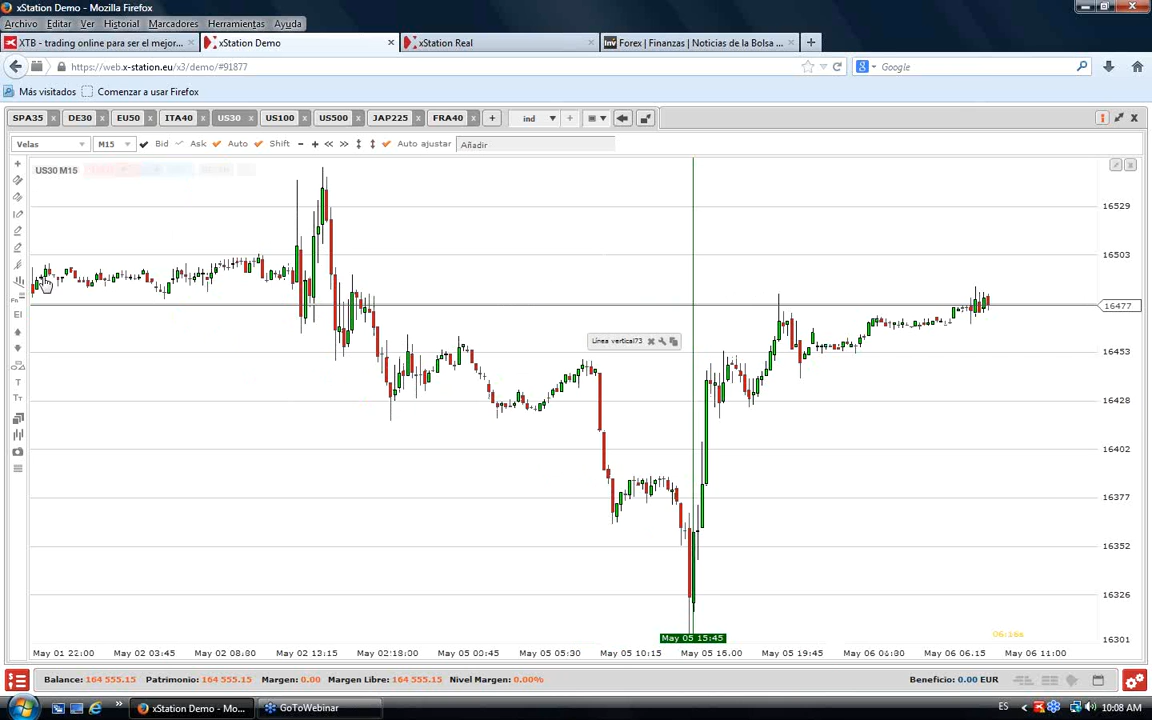 xStation Demo - Mozilla Firefox
Archivo Editar Ver Historial Marcadores Herramientas Ayuda
XTB - trading online para ser el mejor... xStation Demo xStation Real Forex | Finanzas | Noticias de la Bolsa ...
https://web.x-station.eu/x3/demo/#91877 Google
Más visitados Comenzar a usar Firefox
SPA35 DE30 EU50 ITA40 US30 US100 US500 JAP225 FRA40 ind
Velas M15 Bid Ask Auto Shift Auto ajustar Añadir
US30 M15
16529
16503
16477
Línea vertical73
16453
16428
16402
16377
16352
16326
16301
EI
T
May 05 15:45
06:16s
May 01 22:00 May 02 03:45 May 02 08:80 May 02 13:15 May 02:18:00 May 05 00:45 May 05 05:30 May 05 10:15 May 05 15:00 May 05 19:45 May 06 04:80 May 06 06:15 May 06 11:00
Balance: 164 555.15 Patrimonio: 164 555.15 Margen: 0.00 Margen Libre: 164 555.15 Nivel Margen: 0.00% Beneficio: 0.00 EUR
xStation Demo - Mo... GoToWebinar ES 10:08 AM